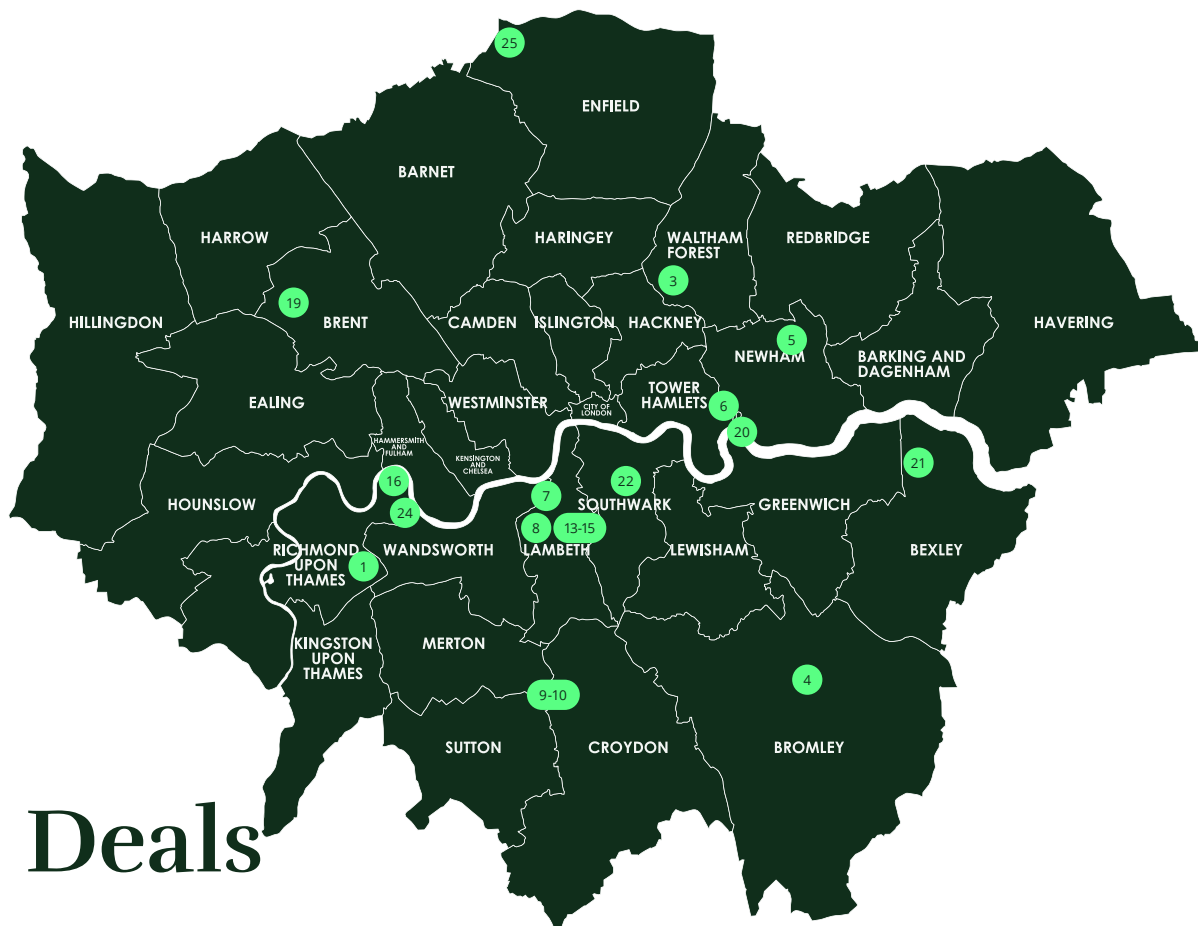 25
ENFIELD
BARNET
HARROW
HARINGEY
WALTHAM
FOREST
REDBRIDGE
3
19
HILLINGDON
BRENT
CAMDEN
ISLINGTON
HACKNEY
HAVERING
5
NEWHAM
BARKING AND
DAGENHAM
EALING
WESTMINSTER
TOWER
HAMLETS
CITY OF
LONDON
6
20
HAMMERSMITH
AND
FULHAM
KENSINGTON
AND
CHELSEA
21
16
22
7
HOUNSLOW
SOUTHWARK
GREENWICH
24
8
13-15
RICHMOND
UPON
THAMES
1
WANDSWORTH
LAMBETH
LEWISHAM
BEXLEY
KINGSTON
UPON
THAMES
MERTON
4
9-10
SUTTON
CROYDON
BROMLEY
Deals